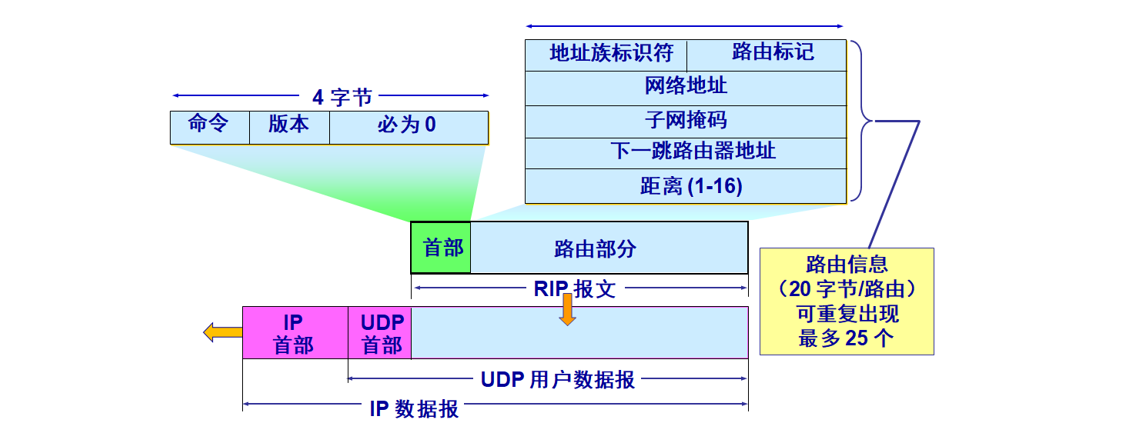 地址族标识符 路由标记
网络地址
子网掩码
下一跳路由器地址
距离 (1-16)
4 字节
命令 版本 必为 0
首部 路由部分
RIP 报文
路由信息
（20 字节/路由）
可重复出现
最多 25 个
IP
首部
UDP
首部
UDP 用户数据报
IP 数据报